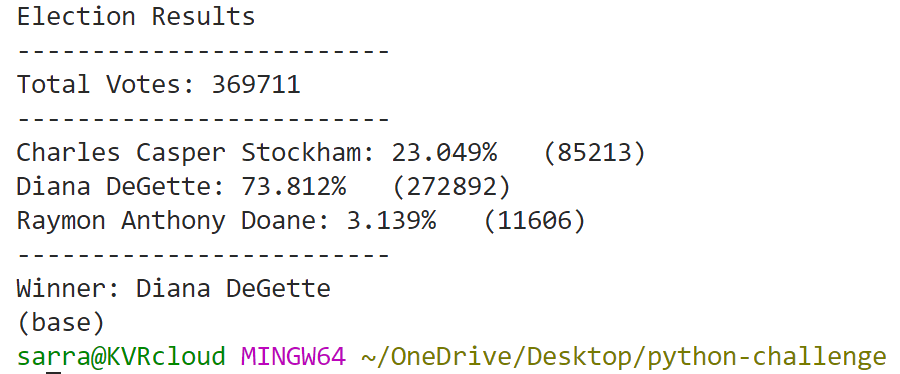 Election Results
-------------------------
Total Votes: 369711
-------------------------
Charles Casper Stockham: 23.049%   (85213)
Diana DeGette: 73.812%   (272892)
Raymon Anthony Doane: 3.139%   (11606)
-------------------------
Winner: Diana DeGette
(base)
sarra@KVRcloud MINGW64 ~/OneDrive/Desktop/python-challenge